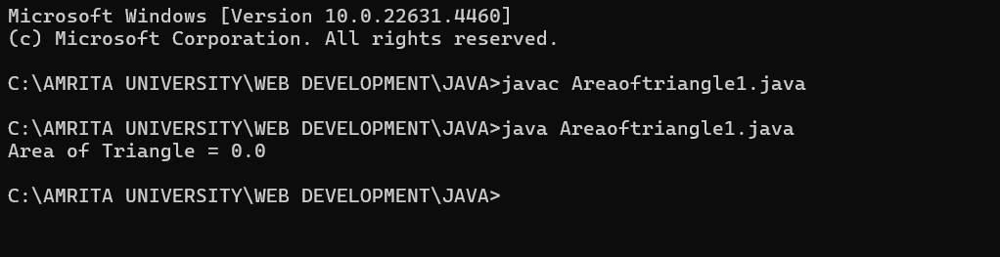 Microsoft Windows [Version 10.0.22631.4460]
(c) Microsoft Corporation. All rights reserved.
C:\AMRITA UNIVERSITY\WEB DEVELOPMENT\JAVA>javac Areaoftriangle1.java
C:\AMRITA UNIVERSITY\WEB DEVELOPMENT\JAVA>java Areaoftriangle1.java
Area of Triangle = 0.0
C:\AMRITA UNIVERSITY\WEB DEVELOPMENT\JAVA>